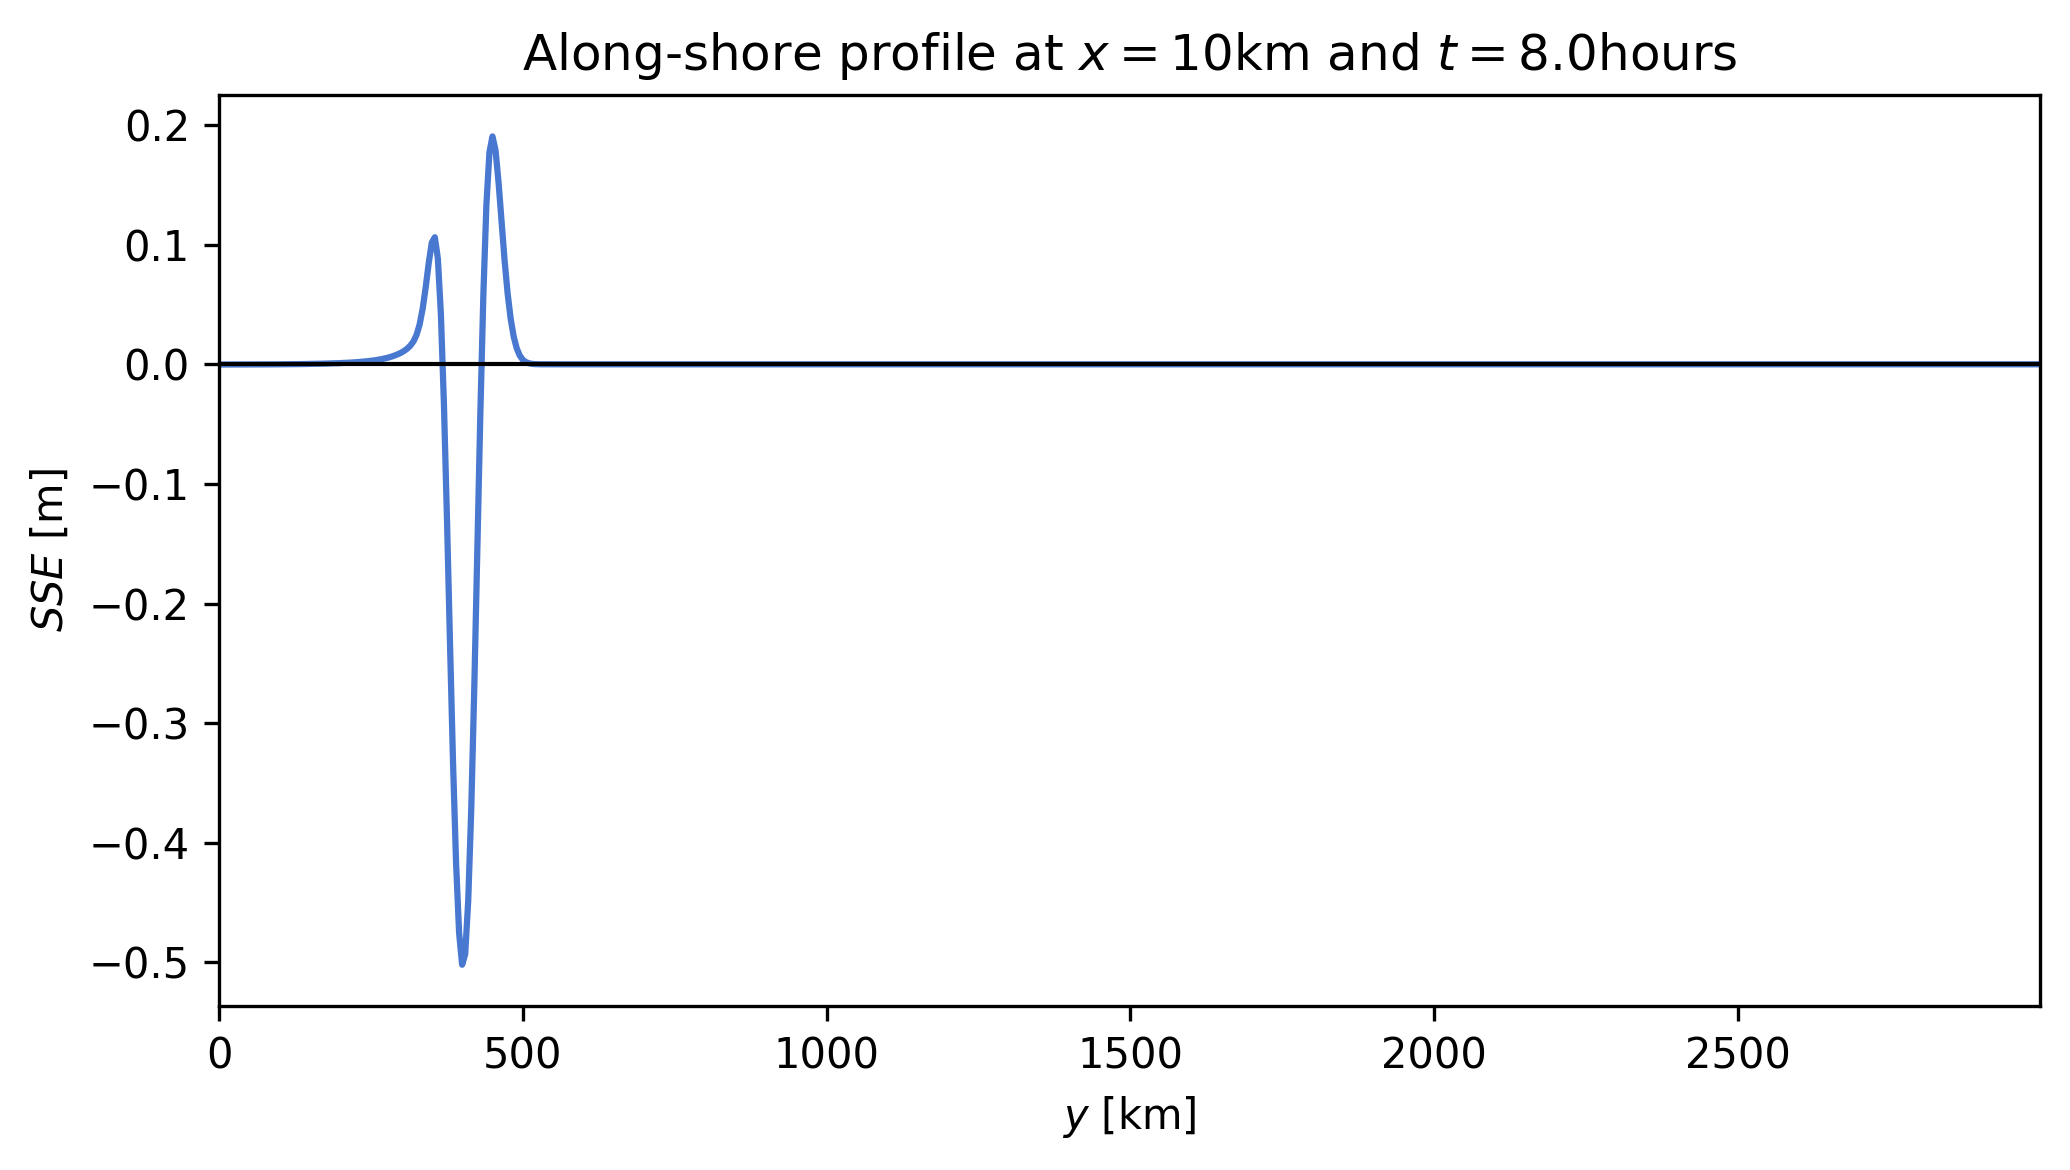 Along-shore profile at x = 10km and t = 8.0hours
0.2
0.1
0.0
−0.1
−0.2
−0.3
−0.4
−0.5
SSE [m]
0 500 1000 1500 2000 2500
y [km]